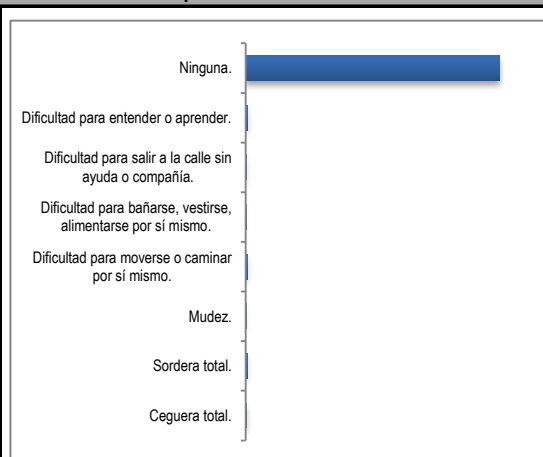 Ninguna.
Dificultad para entender o aprender.
Dificultad para salir a la calle sin
ayuda o compañía.
Dificultad para bañarse, vestirse,
alimentarse por sí mismo.
Dificultad para moverse o caminar
por sí mismo.
Mudez.
Sordera total.
Ceguera total.